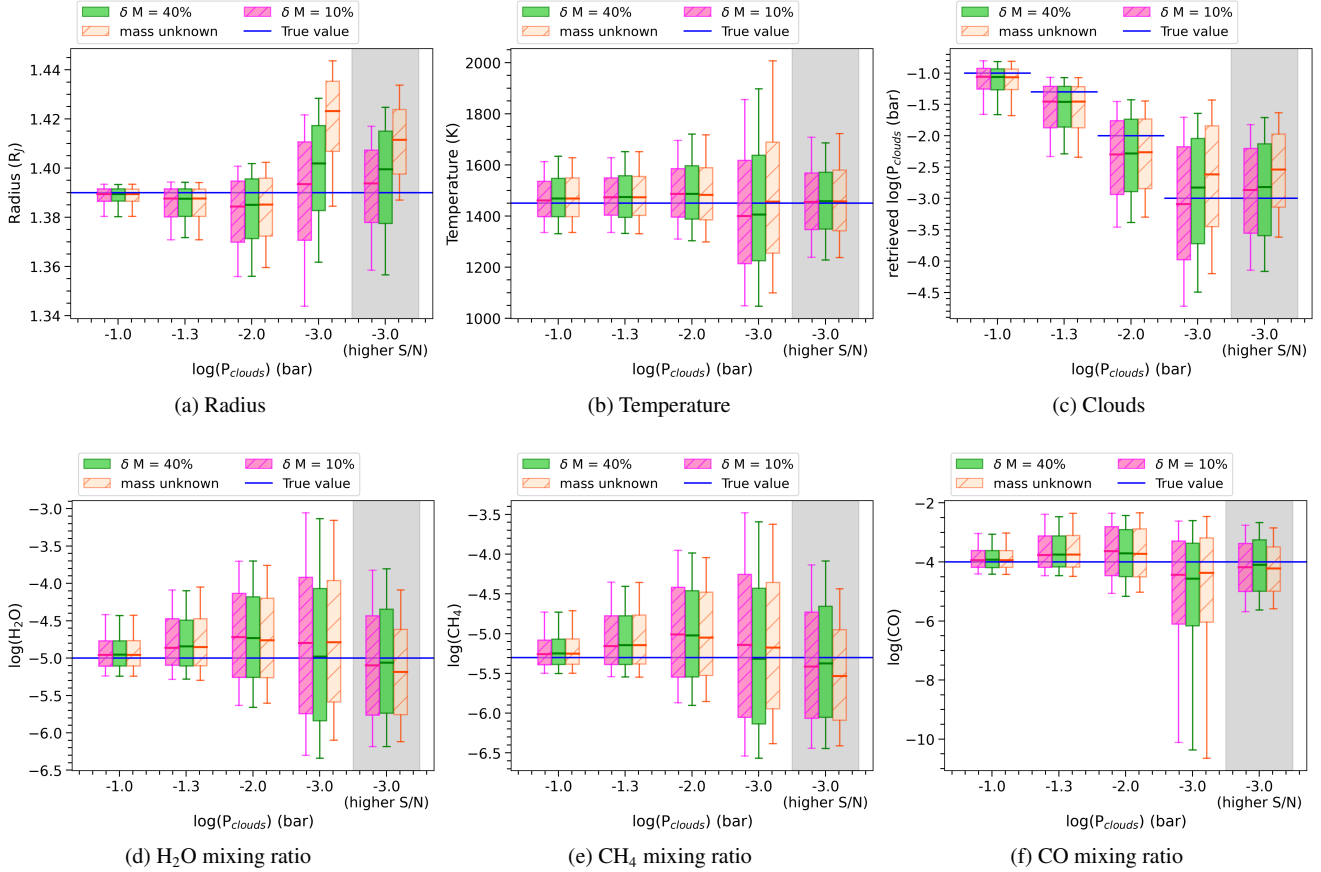 δ M = 40%
δ M = 10%
mass unknown
True value
Radius (R_J)
1.44
1.42
1.40
1.38
1.36
1.34
-1.0
-1.3
-2.0
-3.0
-3.0
(higher S/N)
log(P_clouds) (bar)
(a) Radius
δ M = 40%
δ M = 10%
mass unknown
True value
Temperature (K)
2000
1800
1600
1400
1200
1000
-1.0
-1.3
-2.0
-3.0
-3.0
(higher S/N)
log(P_clouds) (bar)
(b) Temperature
δ M = 40%
δ M = 10%
mass unknown
True value
retrieved log(P_clouds) (bar)
−1.0
−1.5
−2.0
−2.5
−3.0
−3.5
−4.0
−4.5
-1.0
-1.3
-2.0
-3.0
-3.0
(higher S/N)
log(P_clouds) (bar)
(c) Clouds
δ M = 40%
δ M = 10%
mass unknown
True value
log(H₂O)
−3.0
−3.5
−4.0
−4.5
−5.0
−5.5
−6.0
−6.5
-1.0
-1.3
-2.0
-3.0
-3.0
(higher S/N)
log(P_clouds) (bar)
(d) H₂O mixing ratio
δ M = 40%
δ M = 10%
mass unknown
True value
log(CH₄)
−3.5
−4.0
−4.5
−5.0
−5.5
−6.0
−6.5
-1.0
-1.3
-2.0
-3.0
-3.0
(higher S/N)
log(P_clouds) (bar)
(e) CH₄ mixing ratio
δ M = 40%
δ M = 10%
mass unknown
True value
log(CO)
−2
−4
−6
−8
−10
-1.0
-1.3
-2.0
-3.0
-3.0
(higher S/N)
log(P_clouds) (bar)
(f) CO mixing ratio